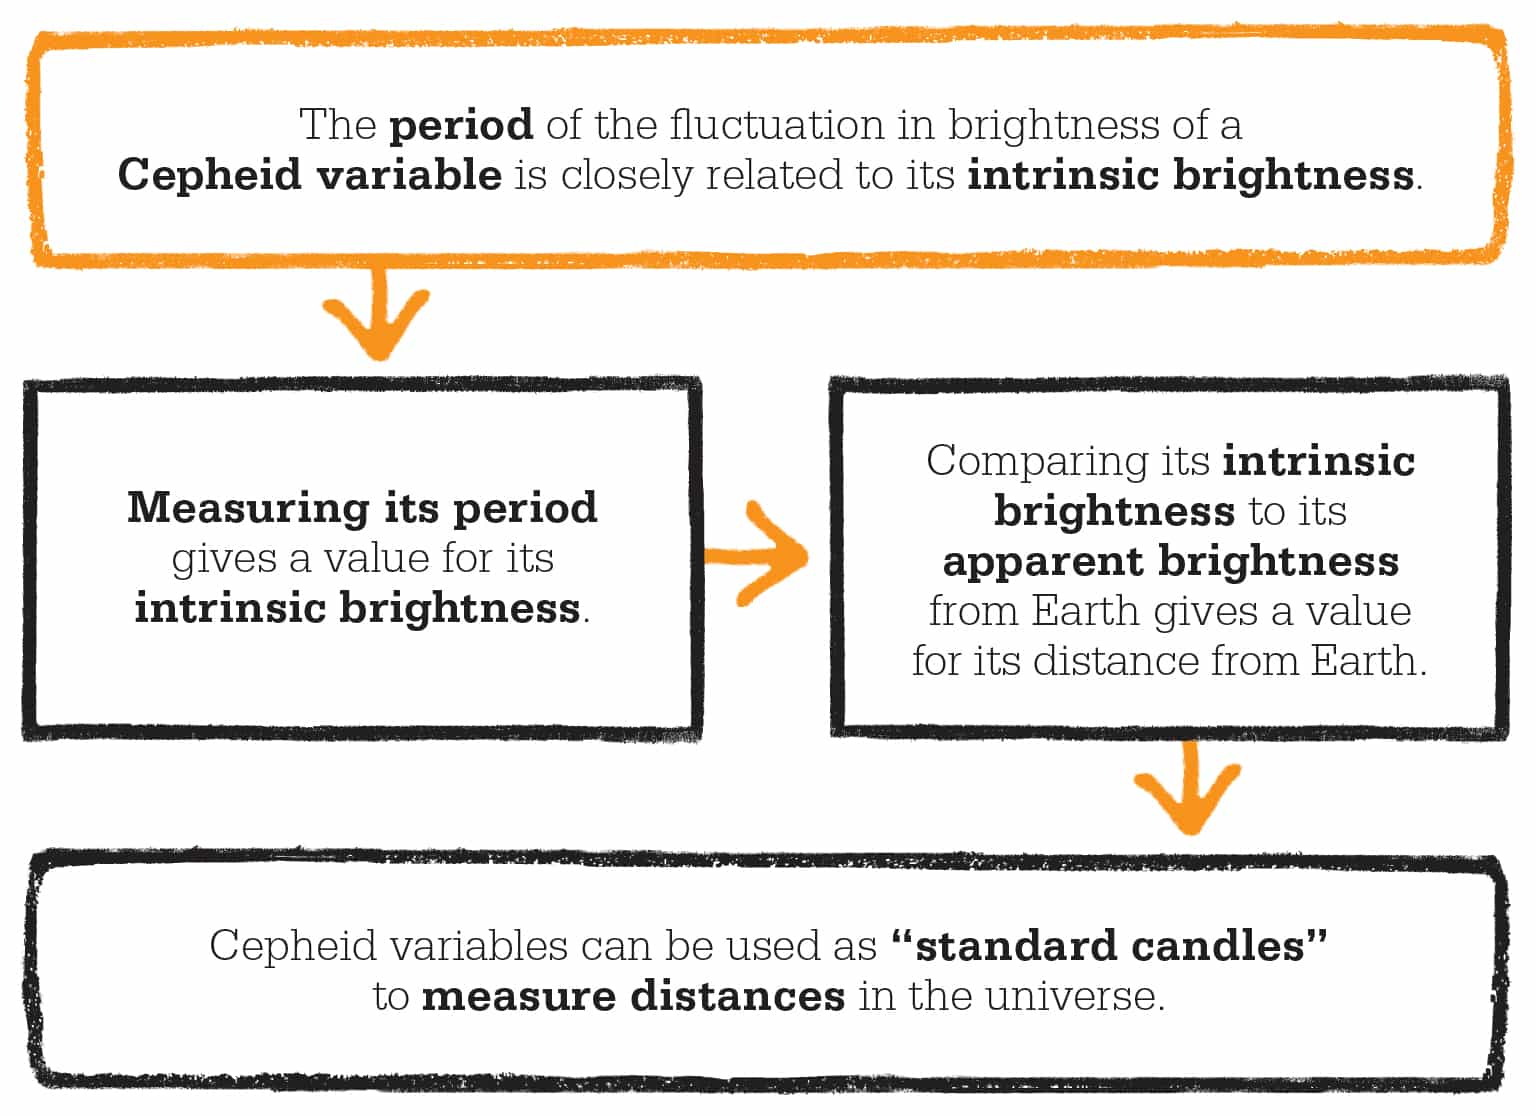 The period of the fluctuation in brightness of a
Cepheid variable is closely related to its intrinsic brightness.
Measuring its period
gives a value for its
intrinsic brightness.
Comparing its intrinsic
brightness to its
apparent brightness
from Earth gives a value
for its distance from Earth.
Cepheid variables can be used as “standard candles”
to measure distances in the universe.